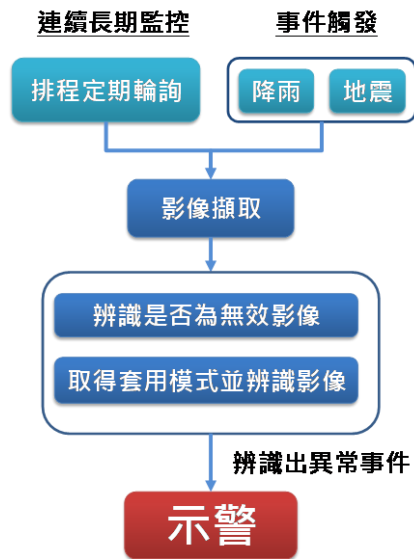 連續長期監控
事件觸發
排程定期輪詢
降雨
地震
影像擷取
辨識是否為無效影像
取得套用模式並辨識影像
辨識出異常事件
示警